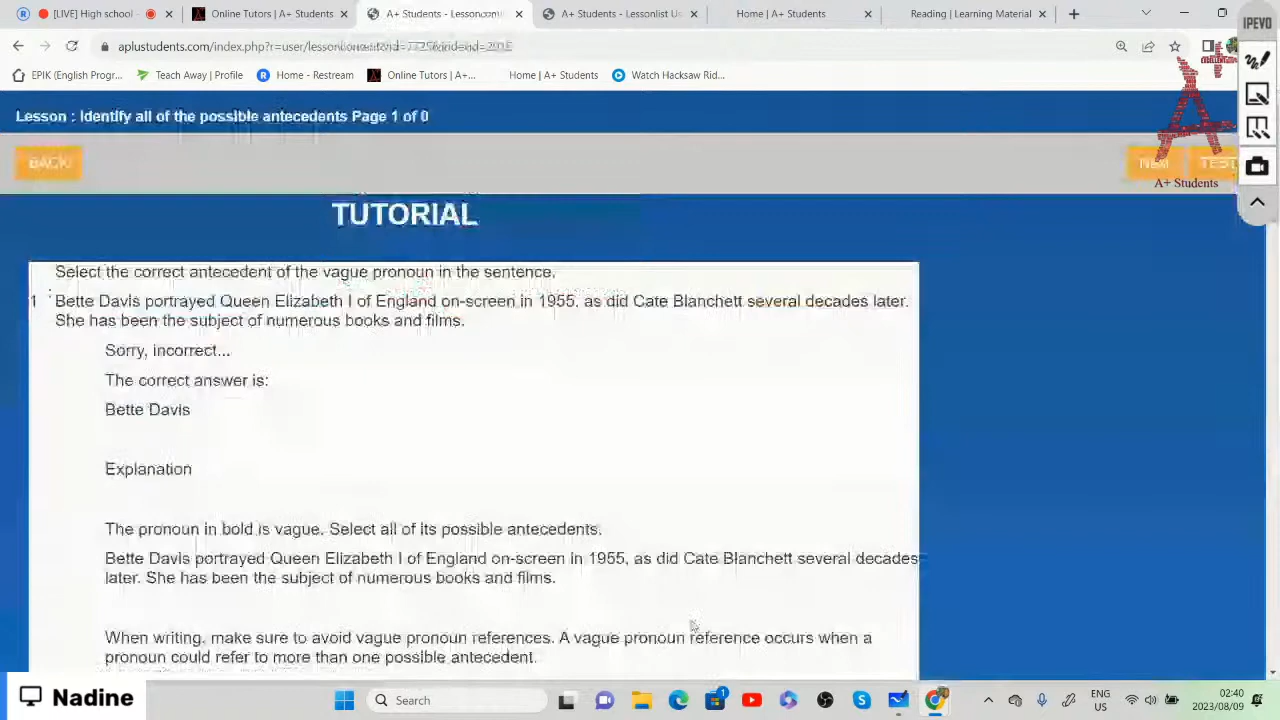 [LIVE] High school -
Online Tutors | A+ Students
A+ Students - Lessoncont
A+ Students - Lessonlist Us
Home | A+ Students
Reading | Learning Material
IPEVO
aplustudents.com/index.php?r=user/lesson
EPIK (English Progr...
Teach Away | Profile
Home - Restream
Online Tutors | A+...
Home | A+ Students
Watch Hacksaw Rid...
Lesson : Identify all of the possible antecedents Page 1 of 0
BACK
TEST
A+ Students
TUTORIAL
Select the correct antecedent of the vague pronoun in the sentence.
1 : Bette Davis portrayed Queen Elizabeth I of England on-screen in 1955, as did Cate Blanchett several decades later.
She has been the subject of numerous books and films.
Sorry, incorrect...
The correct answer is:
Bette Davis
Explanation
The pronoun in bold is vague. Select all of its possible antecedents.
Bette Davis portrayed Queen Elizabeth I of England on-screen in 1955, as did Cate Blanchett several decades
later. She has been the subject of numerous books and films.
When writing, make sure to avoid vague pronoun references. A vague pronoun reference occurs when a
pronoun could refer to more than one possible antecedent.
Nadine
Search
1
ENG
US
02:40
2023/08/09